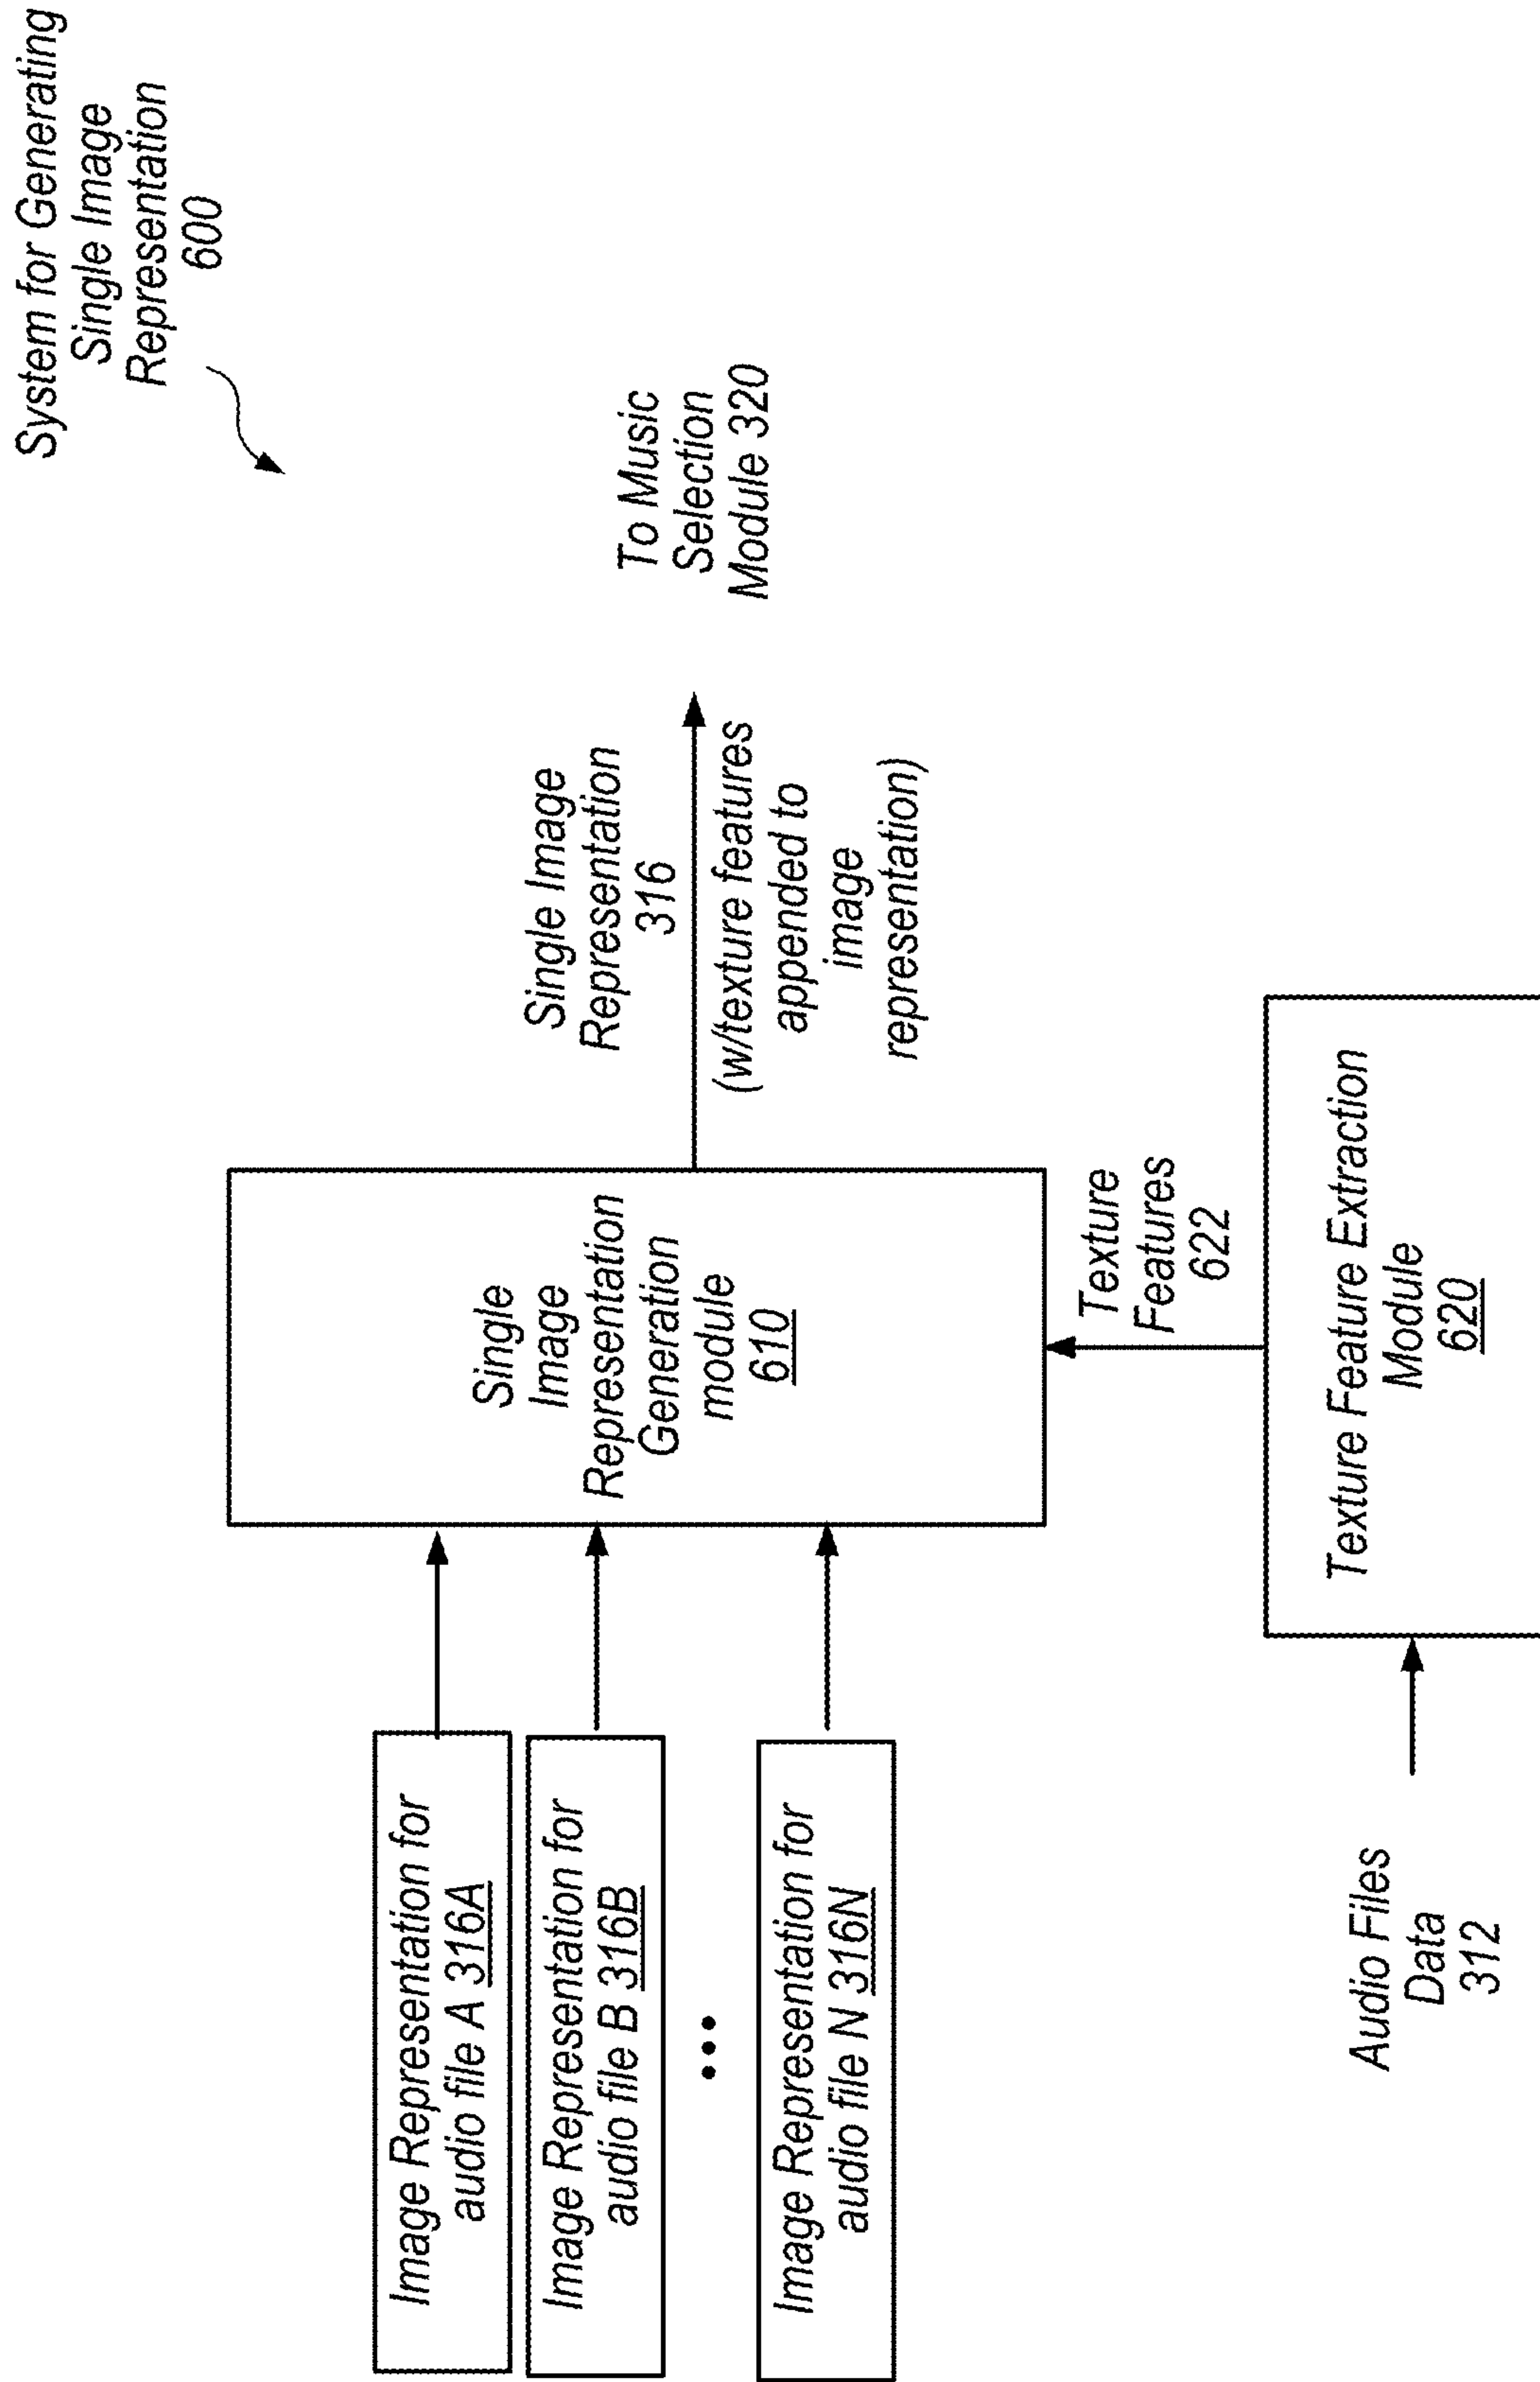 System for Generating
Single Image
Representation
600
Image Representation for
audio file A 316A
Image Representation for
audio file B 316B
Image Representation for
audio file N 316N
Single
Image
Representation
Generation
module
610
Single Image
Representation
316
(w/texture features
appended to
image
representation)
To Music
Selection
Module 320
Texture
Features
622
Audio Files
Data
312
Texture Feature Extraction
Module
620